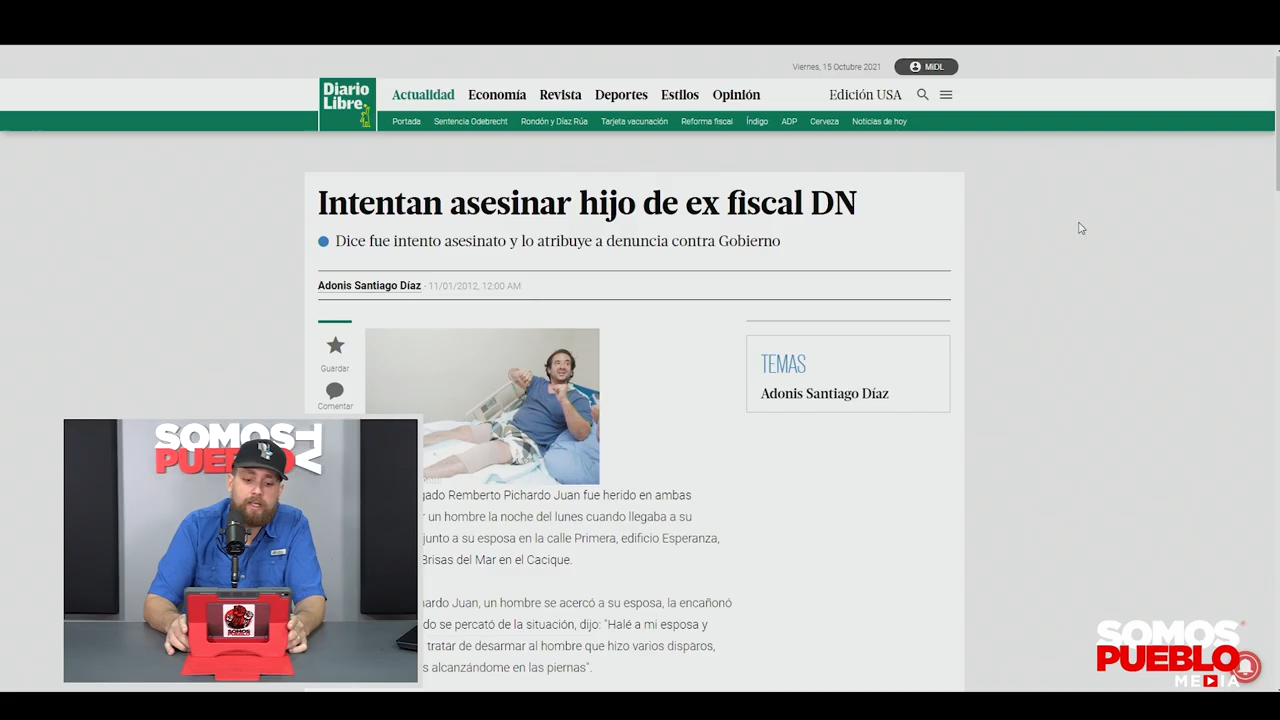 Viernes, 15 Octubre 2021
MiDL
Diario
Libre
Actualidad Economía Revista Deportes Estilos Opinión
Edición USA
Portada Sentencia Odebrecht Rondón y Díaz Rúa Tarjeta vacunación Reforma fiscal Índigo ADP Cerveza Noticias de hoy
Intentan asesinar hijo de ex fiscal DN
Dice fue intento asesinato y lo atribuye a denuncia contra Gobierno
Adonis Santiago Díaz · 11/01/2012, 12:00 AM
Guardar
Comentar
TEMAS
Adonis Santiago Díaz
gado Remberto Pichardo Juan fue herido en ambas
r un hombre la noche del lunes cuando llegaba a su
junto a su esposa en la calle Primera, edificio Esperanza,
Brisas del Mar en el Cacique.
ardo Juan, un hombre se acercó a su esposa, la encañonó
do se percató de la situación, dijo: "Halé a mi esposa y
tratar de desarmar al hombre que hizo varios disparos,
s alcanzándome en las piernas".
SOMOS
PUEBLO
TV
SOMOS
PUEBLO
SOMOS
PUEBLO
MEDIA